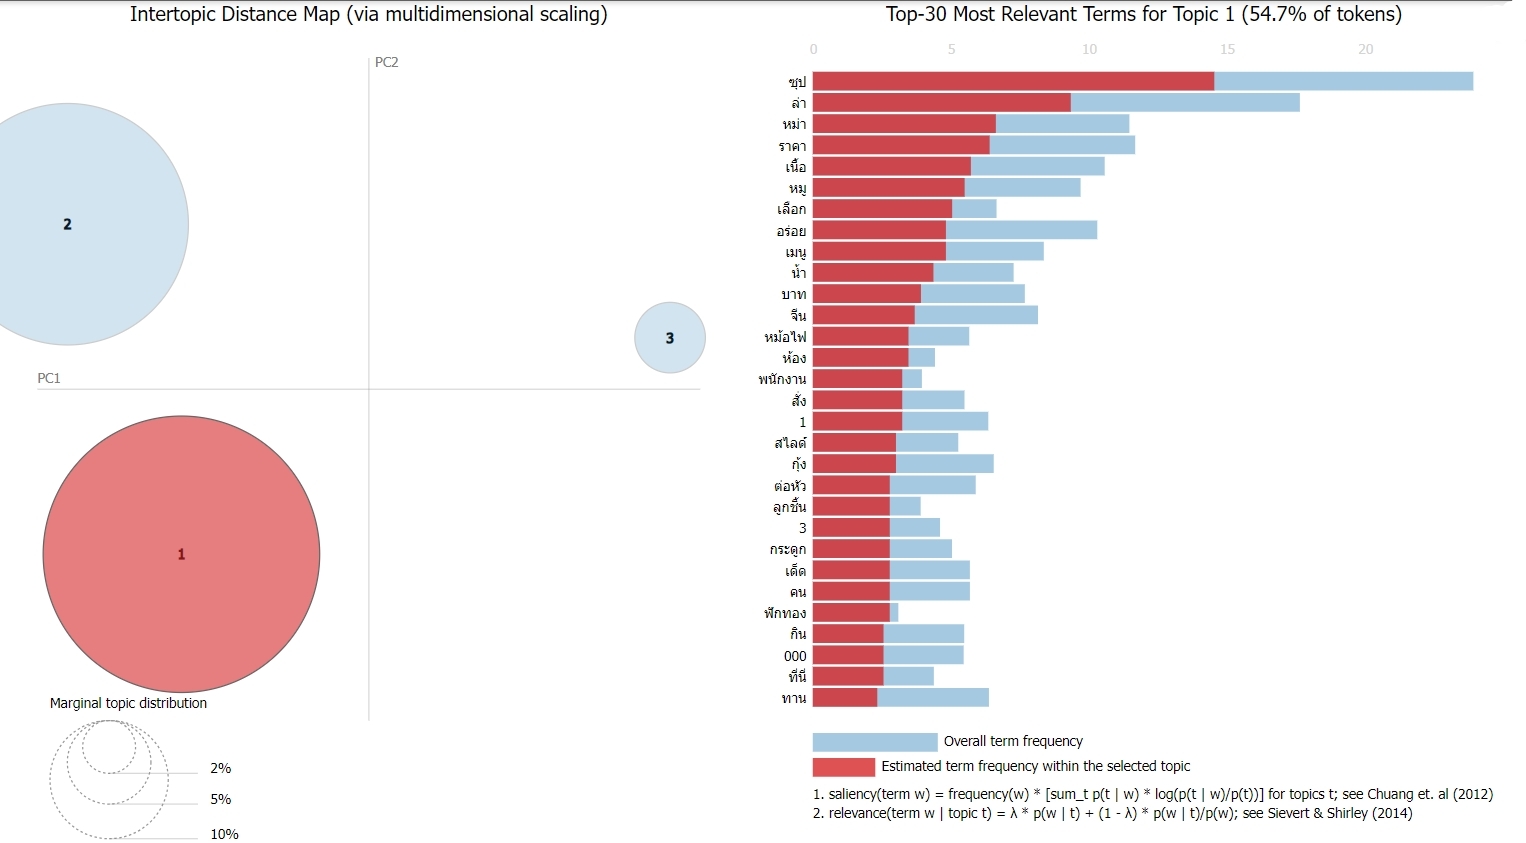 Intertopic Distance Map (via multidimensional scaling)
PC2
2
3
PC1
1
Marginal topic distribution
2%
5%
10%
Top-30 Most Relevant Terms for Topic 1 (54.7% of tokens)
0 5 10 15 20
ซุป
ล่า
หม่า
ราคา
เนื้อ
หมู
เลือก
อร่อย
เมนู
น้ำ
บาท
จีน
หม้อไฟ
ห้อง
พนักงาน
สั่ง
1
สไลด์
กุ้ง
ต่อหัว
ลูกชิ้น
3
กระดูก
เด็ด
คน
ฟักทอง
กิน
000
ที่นี่
ทาน
Overall term frequency
Estimated term frequency within the selected topic
1. saliency(term w) = frequency(w) * [sum_t p(t | w) * log(p(t | w)/p(t))] for topics t; see Chuang et. al (2012)
2. relevance(term w | topic t) = λ * p(w | t) + (1 - λ) * p(w | t)/p(w); see Sievert & Shirley (2014)